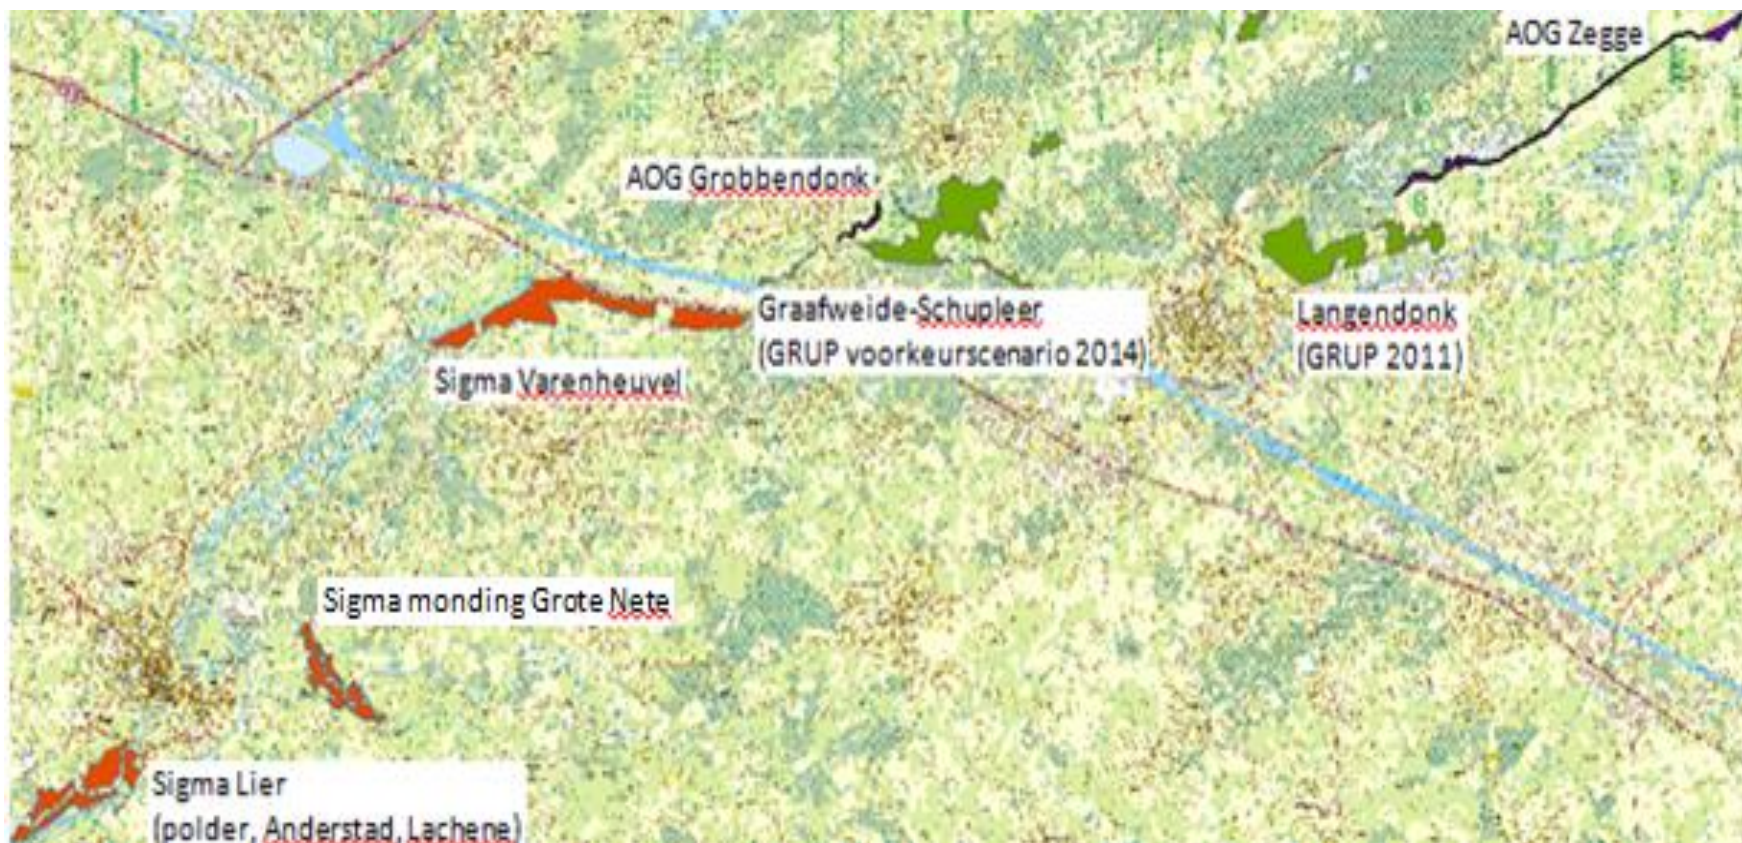 AOG Zegge
AOG Grobbendonk
Graafweide-Schupleer
(GRUP voorkeurscenario 2014)
Langendonk
(GRUP 2011)
Sigma Varenheuvel
Sigma monding Grote Nete
Sigma Lier
(polder, Anderstad, Lachene)